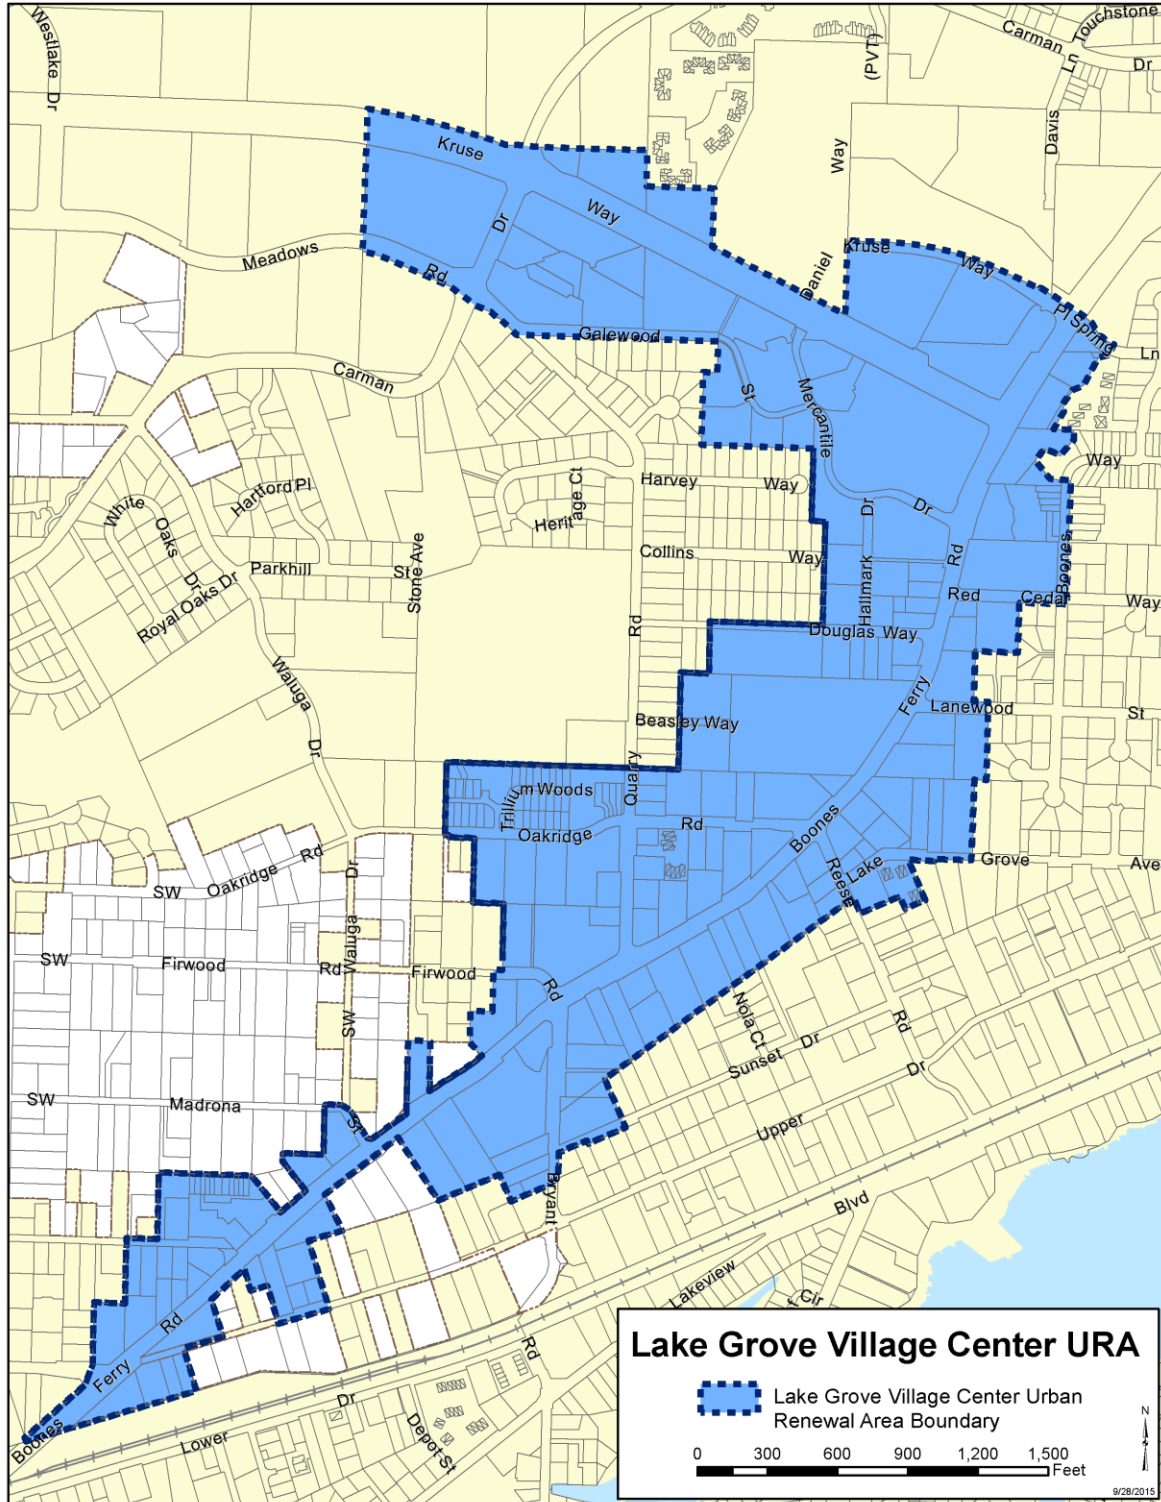 Westlake Dr
(PVT)
Carman
Touchstone
Dr
Ln
Davis
Way
Kruse
Way
Dr
Meadows
Rd
Daniel
Kruse
Way
Pl
Spring
Ln
Galewood
St
Mercantile
Carman
Way
Hartford Pl
White
Oaks
Dr
Harvey
Way
Heritage Ct
Dr
Dr
Collins
Way
Hallmark
Rd
Parkhill
St
Stone Ave
Boones
Royal Oaks Dr
Red
Cedar
Way
Rd
Douglas Way
Waluga
Dr
Ferry
Lanewood
St
Beasley Way
Quarry
Trillium Woods
Oakridge
Rd
Boones
Reese
Lake
Grove
Ave
SW
Oakridge
Rd
Waluga
Dr
SW
Firwood
Rd
Firwood
Rd
SW
Nola Ct
Rd
Sunset
Dr
Dr
SW
Madrona
St
Upper
Bryant
Blvd
Lakeview
Cir
Rd
Rd
Ferry
Boones
Lower
Dr
Depot St
Lake Grove Village Center URA
Lake Grove Village Center Urban
Renewal Area Boundary
N
0 300 600 900 1,200 1,500
Feet
9/28/2015